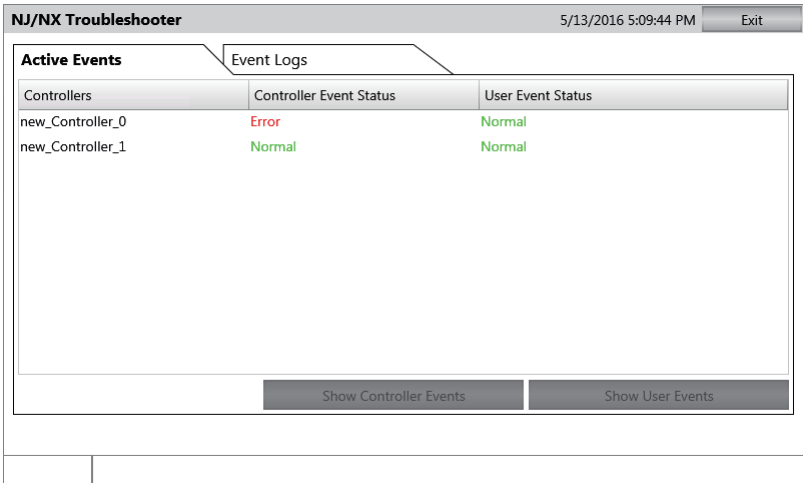 NJ/NX Troubleshooter 5/13/2016 5:09:44 PM Exit
Active Events Event Logs
Controllers Controller Event Status User Event Status
new_Controller_0 Error Normal
new_Controller_1 Normal Normal
Show Controller Events Show User Events